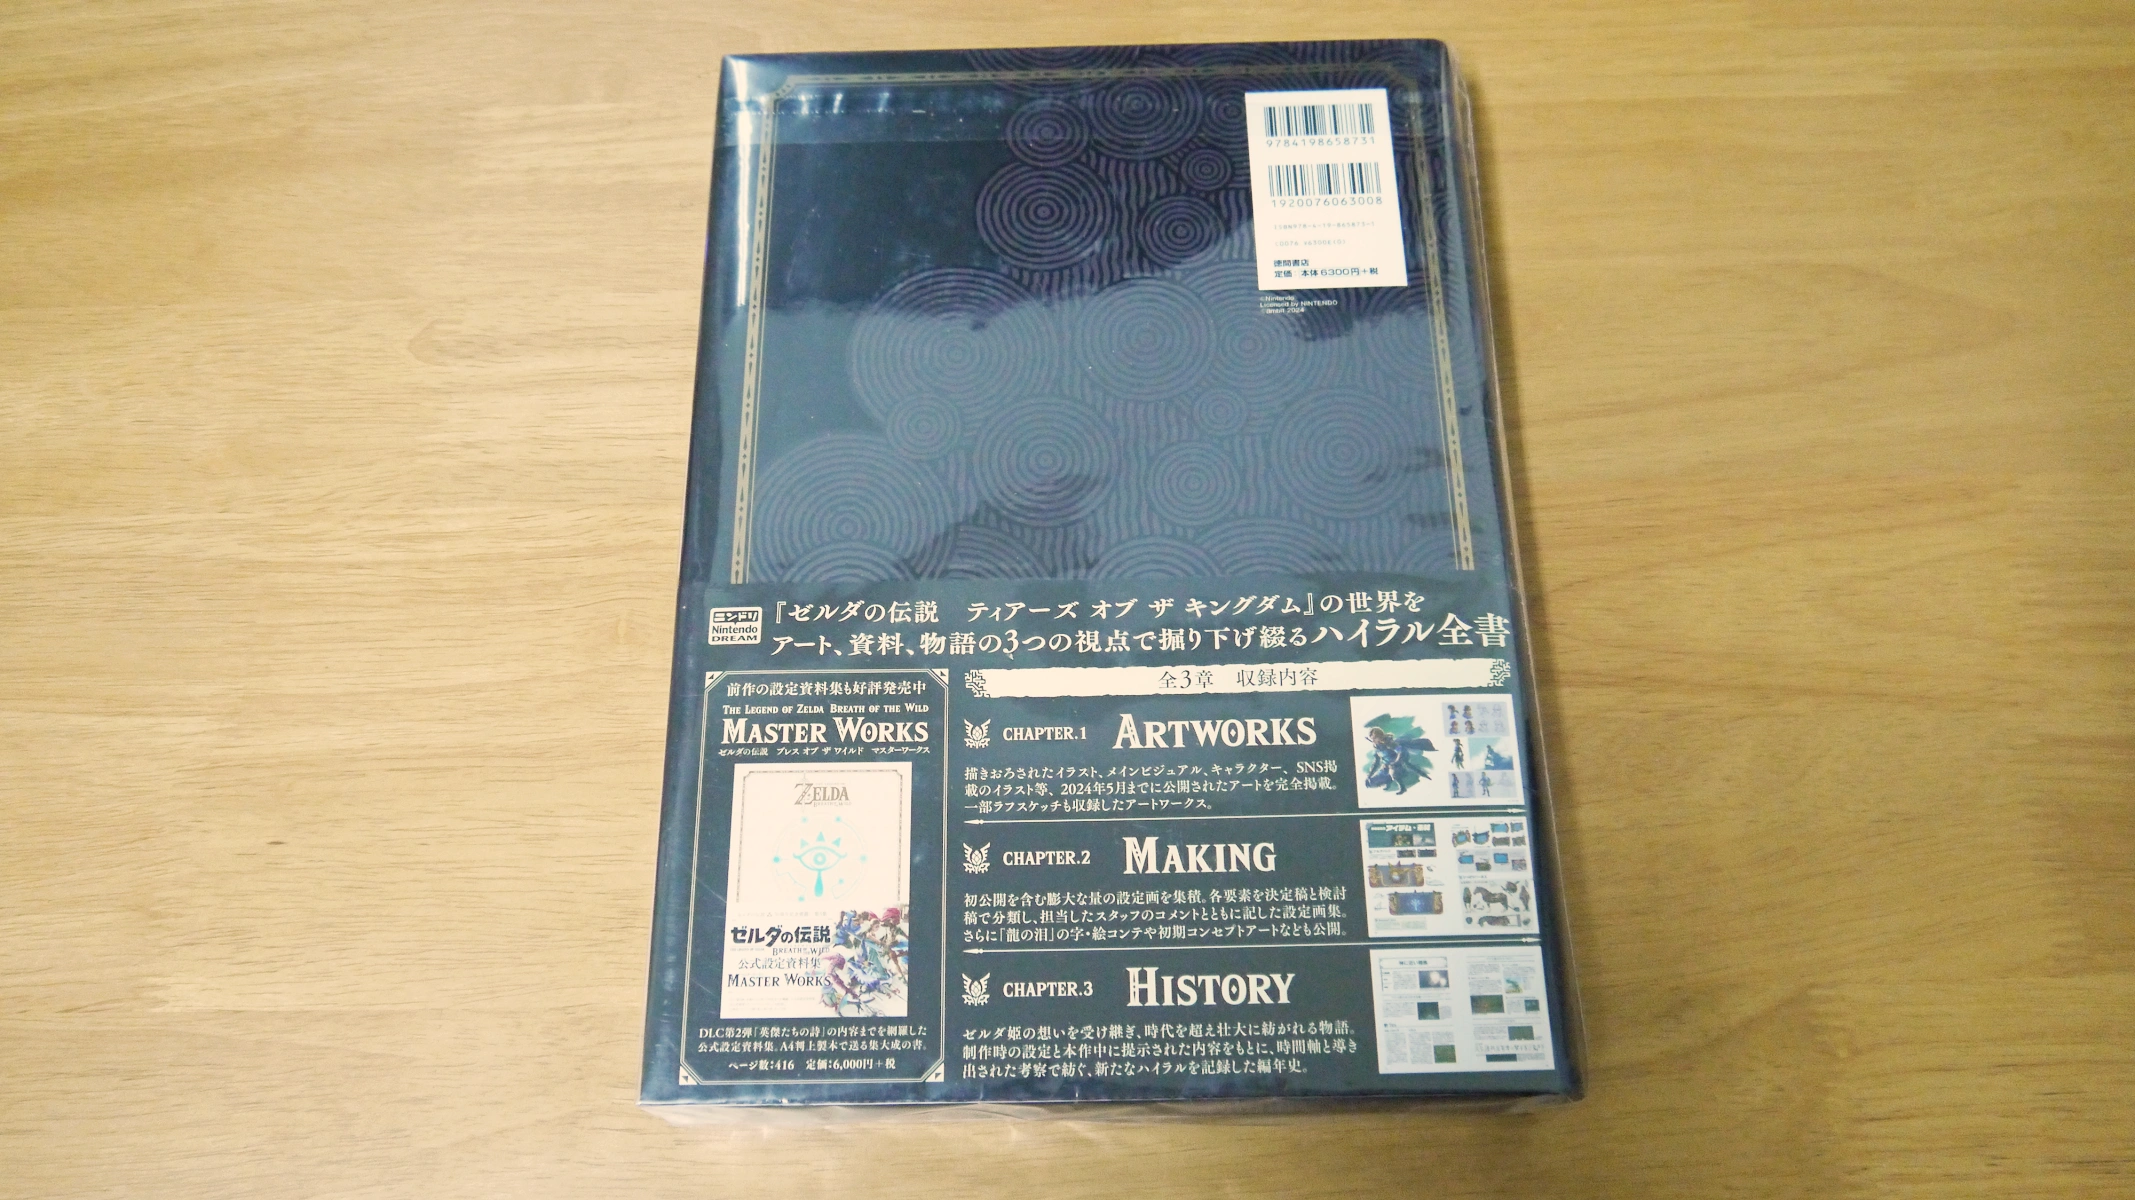 9784198658731
1920076063008
ISBN978-4-19-865873-1
C0076 ¥6300E(0)
徳間書店
定価 本体6300円+税
©Nintendo
Licensed by NINTENDO
©ambit 2024
ニンドリ
Nintendo
DREAM
『ゼルダの伝説 ティアーズ オブ ザ キングダム』の世界を
アート、資料、物語の3つの視点で掘り下げ綴るハイラル全書
前作の設定資料集も好評発売中
THE LEGEND OF ZELDA BREATH OF THE WILD
MASTER WORKS
ゼルダの伝説 ブレス オブ ザ ワイルド マスターワークス
ZELDA
ゼルダの伝説
BREATH OF THE WILD
公式設定資料集
MASTER WORKS
DLC第2弾「英傑たちの詩」の内容までを網羅した
公式設定資料集。A4判上製本で送る集大成の書。
ページ数:416 定価:6,000円+税
全3章 収録内容
CHAPTER.1 ARTWORKS
描きおろされたイラスト、メインビジュアル、キャラクター、SNS掲
載のイラスト等、2024年5月までに公開されたアートを完全掲載。
一部ラフスケッチも収録したアートワークス。
CHAPTER.2 MAKING
アイテム・素材
初公開を含む膨大な量の設定画を集積。各要素を決定稿と検討
稿で分類し、担当したスタッフのコメントとともに記した設定画集。
さらに「龍の泪」の字・絵コンテや初期コンセプトアートなども公開。
CHAPTER.3 HISTORY
ゼルダ姫の想いを受け継ぎ、時代を超え壮大に紡がれる物語。
制作時の設定と本作中に提示された内容をもとに、時間軸と導き
出された考察で紡ぐ、新たなハイラルを記録した編年史。